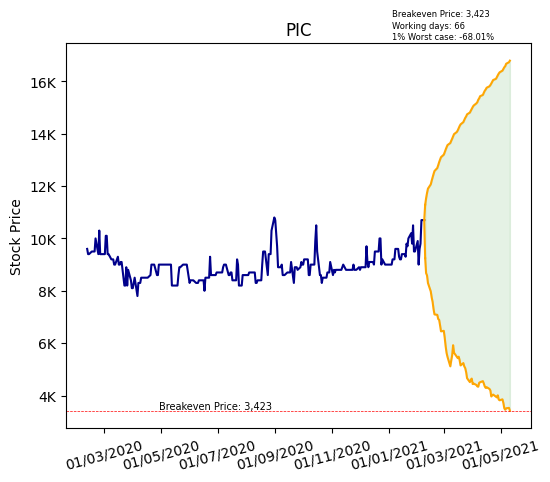 Breakeven Price: 3,423
Working days: 66
1% Worst case: -68.01%
PIC
Stock Price
16K
14K
12K
10K
8K
6K
4K
Breakeven Price: 3,423
01/03/2020 01/05/2020 01/07/2020 01/09/2020 01/11/2020 01/01/2021 01/03/2021 01/05/2021